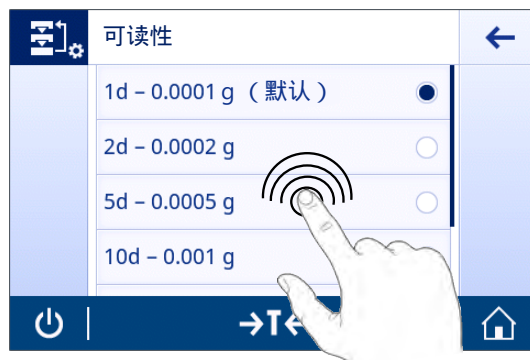 可读性
1d – 0.0001 g （默认）
2d – 0.0002 g
5d – 0.0005 g
10d – 0.001 g
→T←